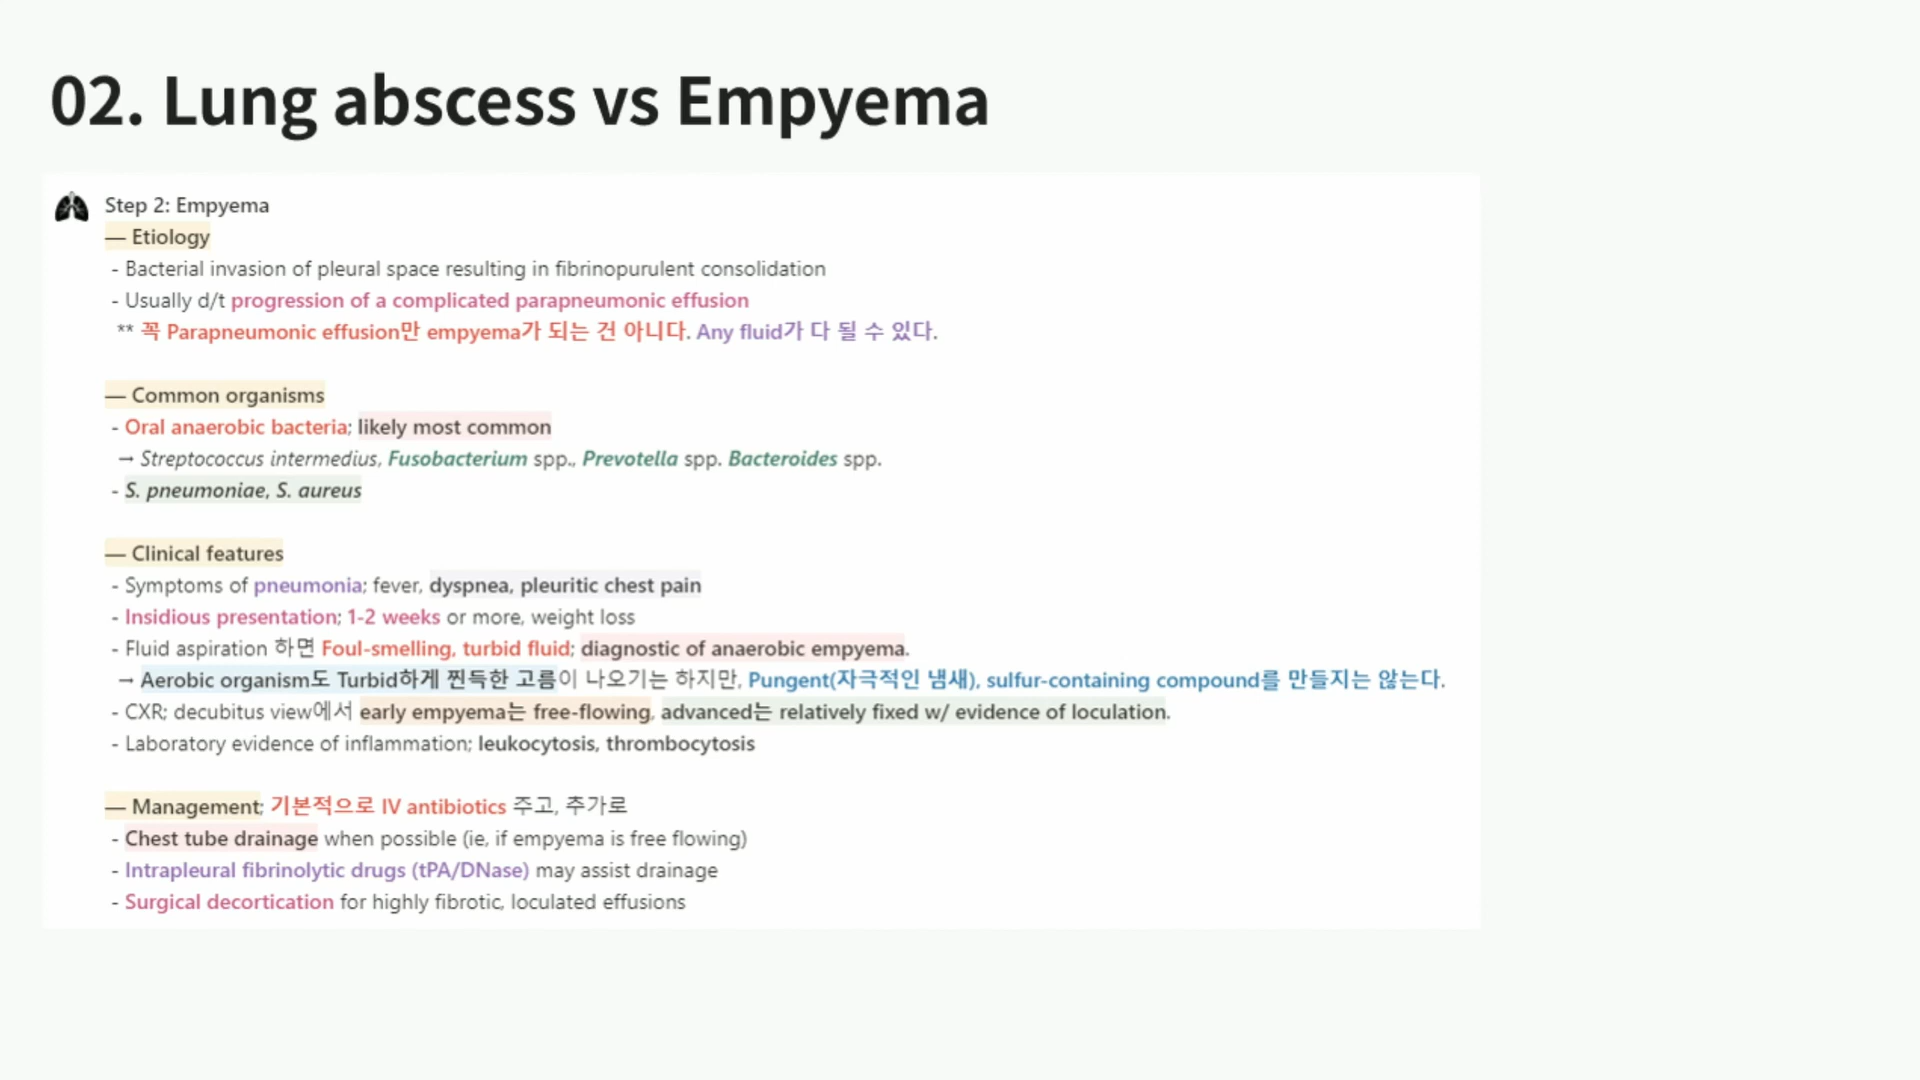 02. Lung abscess vs Empyema
Step 2: Empyema
— Etiology
- Bacterial invasion of pleural space resulting in fibrinopurulent consolidation
- Usually d/t progression of a complicated parapneumonic effusion
** 꼭 Parapneumonic effusion만 empyema가 되는 건 아니다. Any fluid가 다 될 수 있다.
— Common organisms
- Oral anaerobic bacteria; likely most common
→ Streptococcus intermedius, Fusobacterium spp., Prevotella spp. Bacteroides spp.
- S. pneumoniae, S. aureus
— Clinical features
- Symptoms of pneumonia; fever, dyspnea, pleuritic chest pain
- Insidious presentation; 1-2 weeks or more, weight loss
- Fluid aspiration 하면 Foul-smelling, turbid fluid; diagnostic of anaerobic empyema.
→ Aerobic organism도 Turbid하게 찐득한 고름이 나오기는 하지만, Pungent(자극적인 냄새), sulfur-containing compound를 만들지는 않는다.
- CXR; decubitus view에서 early empyema는 free-flowing, advanced는 relatively fixed w/ evidence of loculation.
- Laboratory evidence of inflammation; leukocytosis, thrombocytosis
— Management; 기본적으로 IV antibiotics 주고, 추가로
- Chest tube drainage when possible (ie, if empyema is free flowing)
- Intrapleural fibrinolytic drugs (tPA/DNase) may assist drainage
- Surgical decortication for highly fibrotic, loculated effusions